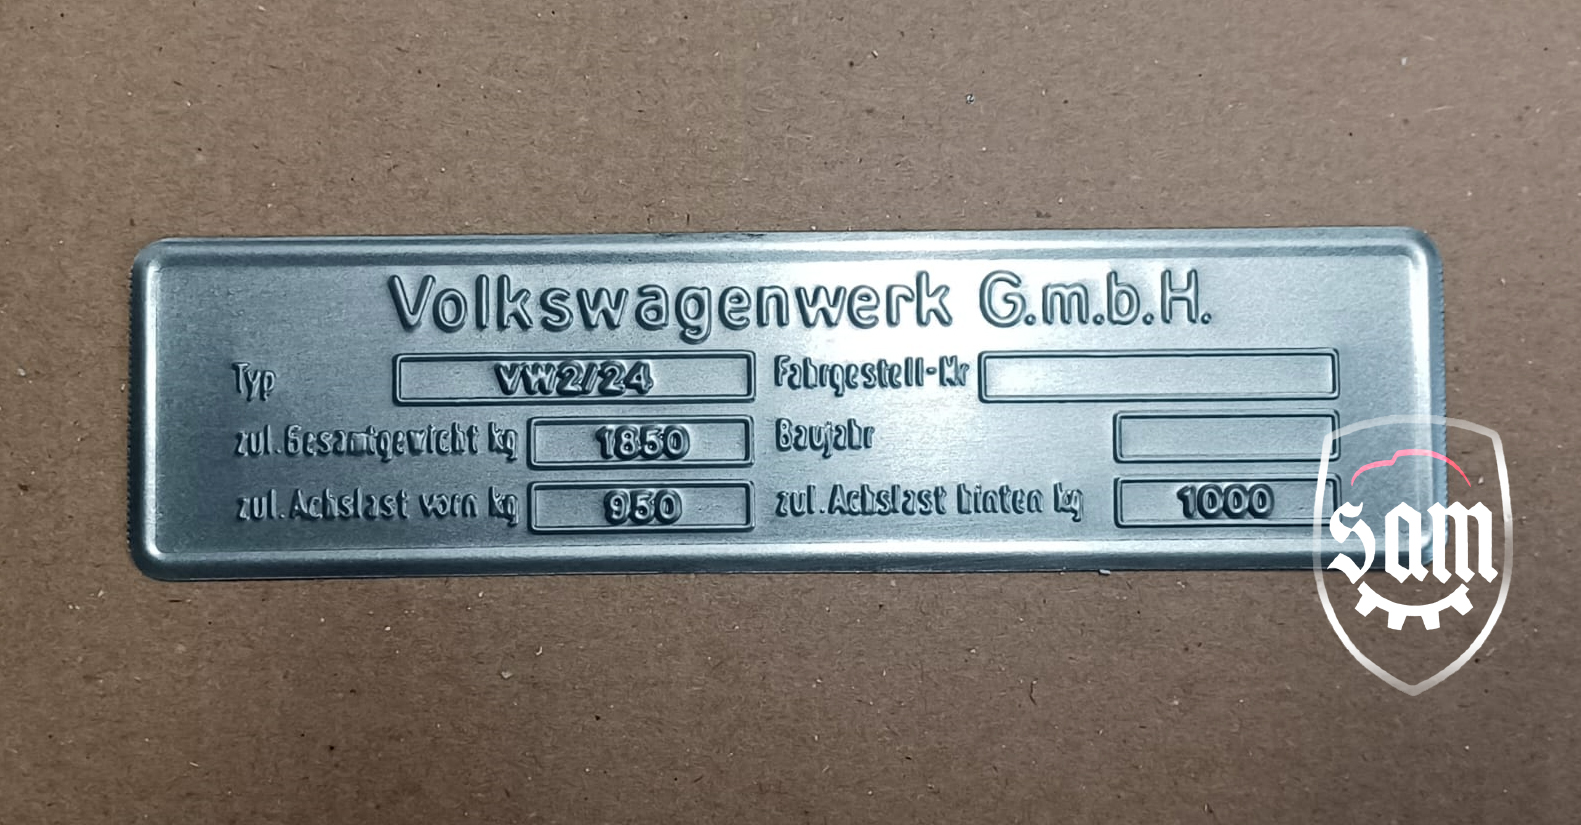 Volkswagenwerk G.m.b.H.
Typ VW2/24 Fahrgestell-Nr
zul. Gesamtgewicht kg 1850 Baujahr
zul. Achslast vorn kg 950 zul. Achslast hinten kg 1000
sam